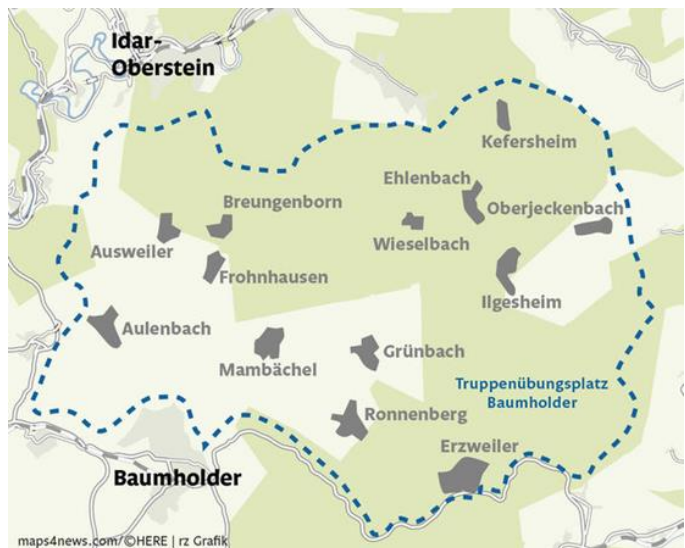 Idar-
Oberstein
Kefersheim
Ehlenbach
Oberjeckenbach
Breungenborn
Wieselbach
Ausweiler
Frohnhausen
Ilgesheim
Aulenbach
Grünbach
Mambächel
Truppenübungsplatz
Baumholder
Ronnenberg
Erzweiler
Baumholder
maps4news.com/©HERE | rz Grafik